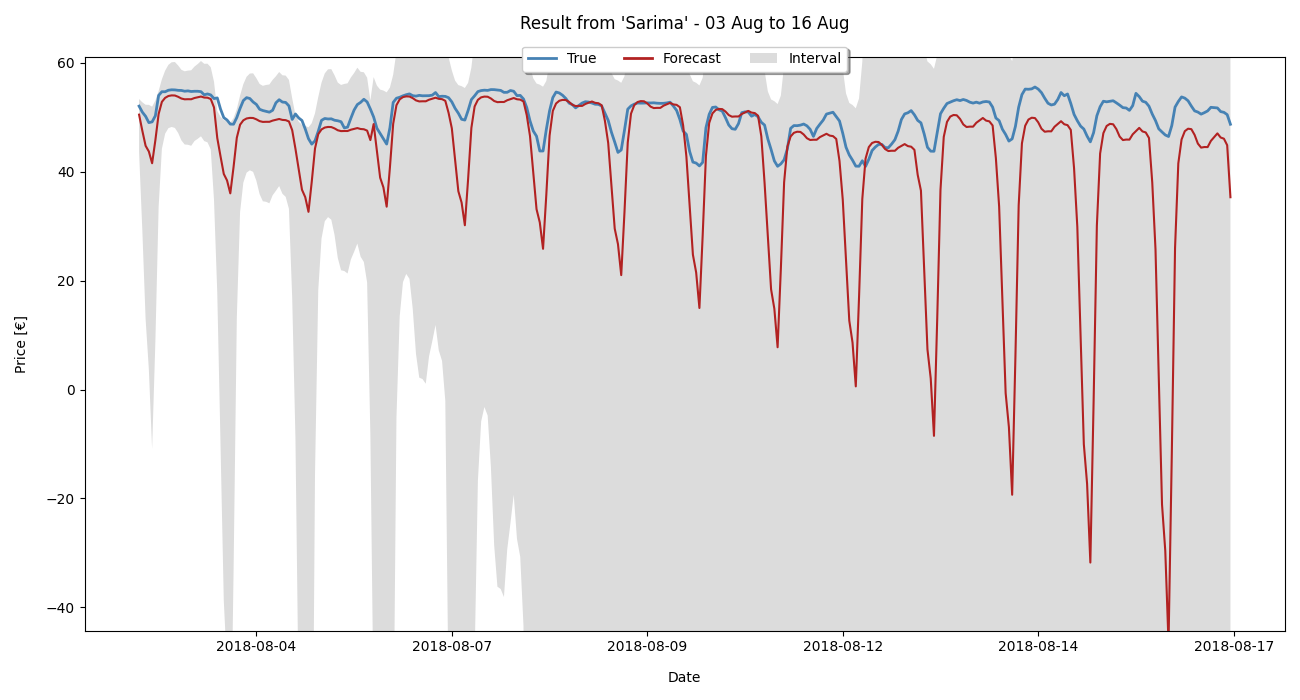 Result from 'Sarima' - 03 Aug to 16 Aug
True Forecast Interval
60
40
20
0
−20
−40
Price [€]
2018-08-04 2018-08-07 2018-08-09 2018-08-12 2018-08-14 2018-08-17
Date